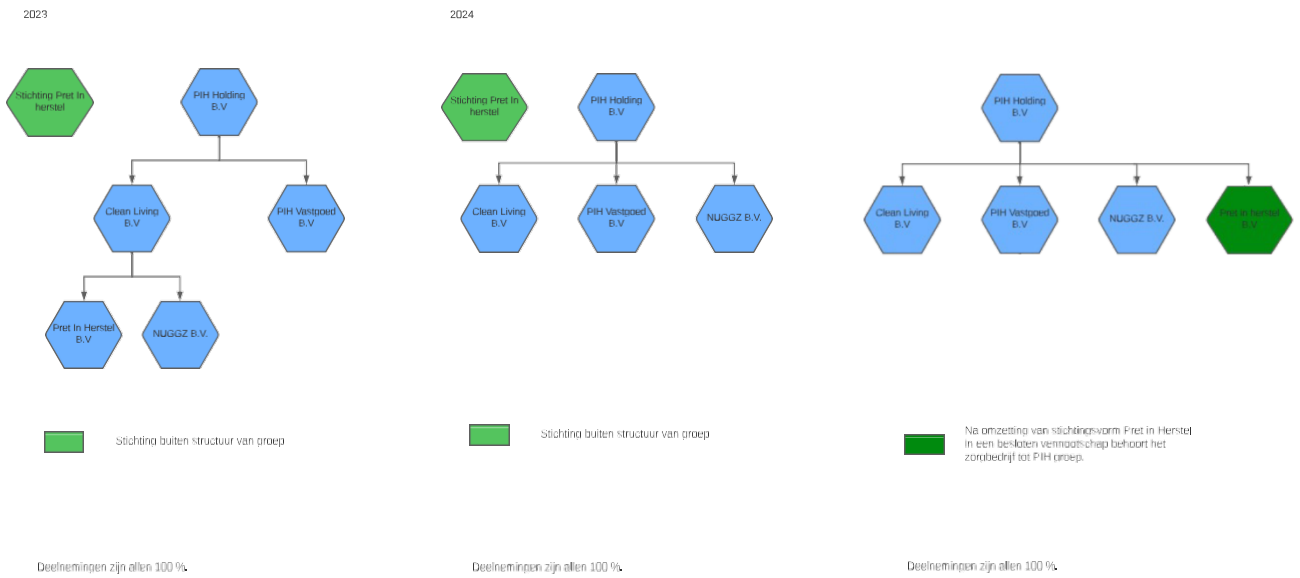 2023
Stichting Pret In
herstel
PIH Holding
B.V
Clean Living
B.V
PIH Vastgoed
B.V
Pret In Herstel
B.V
NUGGZ B.V.
Stichting buiten structuur van groep
Deelnemingen zijn allen 100 %.
2024
Stichting Pret In
herstel
PIH Holding
B.V
Clean Living
B.V
PIH Vastgoed
B.V
NUGGZ B.V.
Stichting buiten structuur van groep
Deelnemingen zijn allen 100 %.
PIH Holding
B.V
Clean Living
B.V
PIH Vastgoed
B.V
NUGGZ B.V.
Pret In herstel
B.V
Na omzetting van stichtingsvorm Pret in Herstel
in een besloten vennootschap behoort het
zorgbedrijf tot PIH groep.
Deelnemingen zijn allen 100 %.